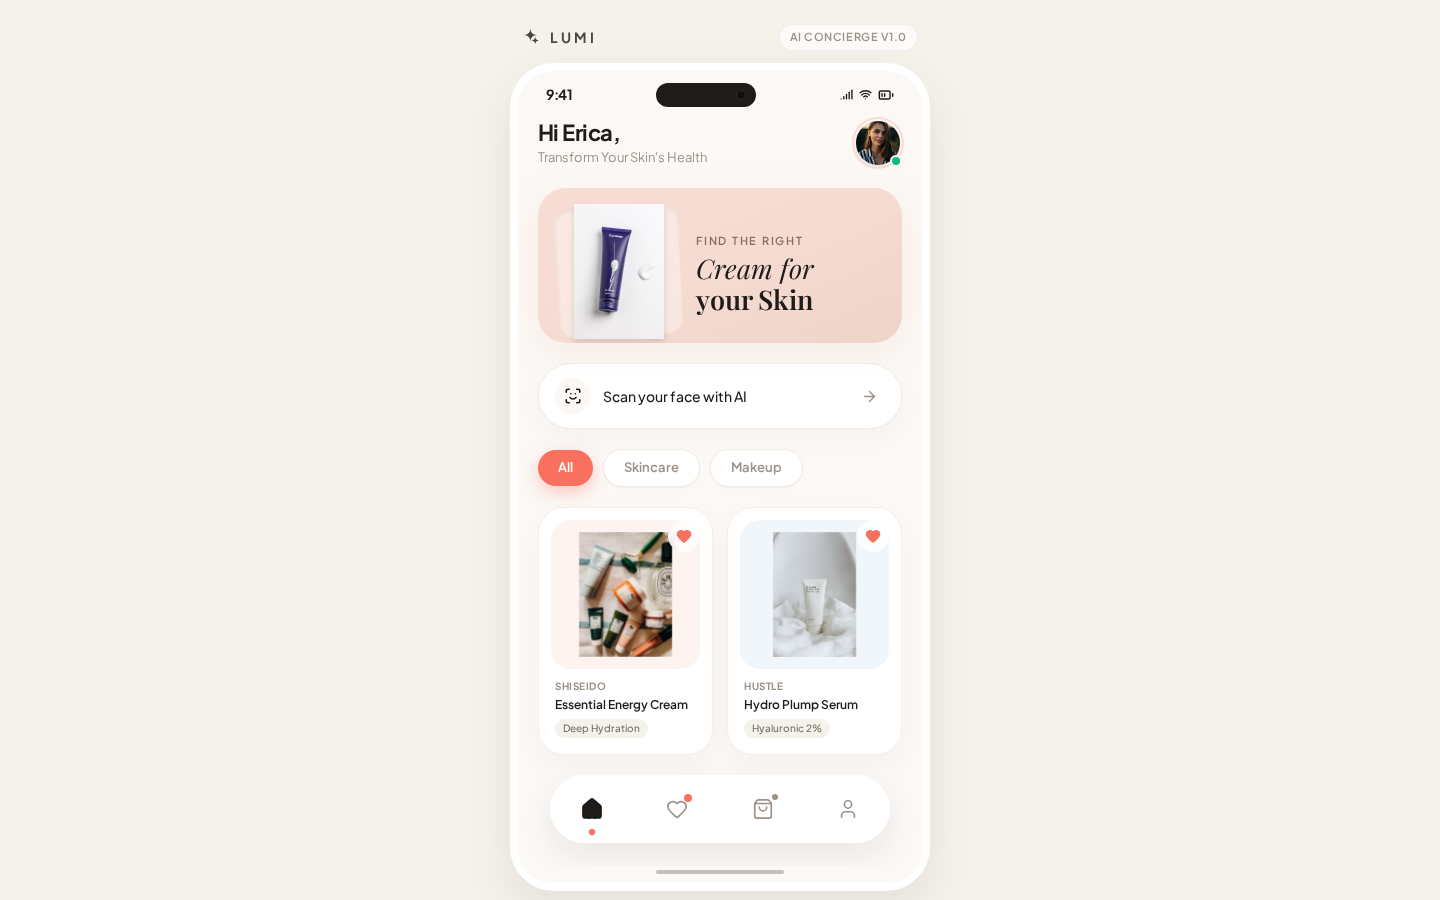 LUMI
AI CONCIERGE V1.0
9:41
Hi Erica,
Transform Your Skin's Health
FIND THE RIGHT
Cream for
your Skin
Scan your face with AI
All
Skincare
Makeup
SHISEIDO
Essential Energy Cream
Deep Hydration
HUSTLE
Hydro Plump Serum
Hyaluronic 2%